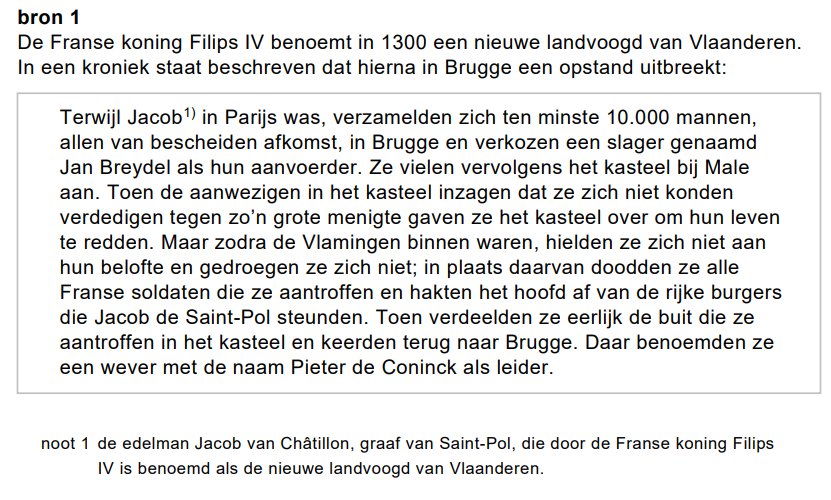 bron 1
De Franse koning Filips IV benoemt in 1300 een nieuwe landvoogd van Vlaanderen.
In een kroniek staat beschreven dat hierna in Brugge een opstand uitbreekt:
Terwijl Jacob1) in Parijs was, verzamelden zich ten minste 10.000 mannen,
allen van bescheiden afkomst, in Brugge en verkozen een slager genaamd
Jan Breydel als hun aanvoerder. Ze vielen vervolgens het kasteel bij Male
aan. Toen de aanwezigen in het kasteel inzagen dat ze zich niet konden
verdedigen tegen zo’n grote menigte gaven ze het kasteel over om hun leven
te redden. Maar zodra de Vlamingen binnen waren, hielden ze zich niet aan
hun belofte en gedroegen ze zich niet; in plaats daarvan doodden ze alle
Franse soldaten die ze aantroffen en hakten het hoofd af van de rijke burgers
die Jacob de Saint-Pol steunden. Toen verdeelden ze eerlijk de buit die ze
aantroffen in het kasteel en keerden terug naar Brugge. Daar benoemden ze
een wever met de naam Pieter de Coninck als leider.
noot 1 de edelman Jacob van Châtillon, graaf van Saint-Pol, die door de Franse koning Filips
IV is benoemd als de nieuwe landvoogd van Vlaanderen.